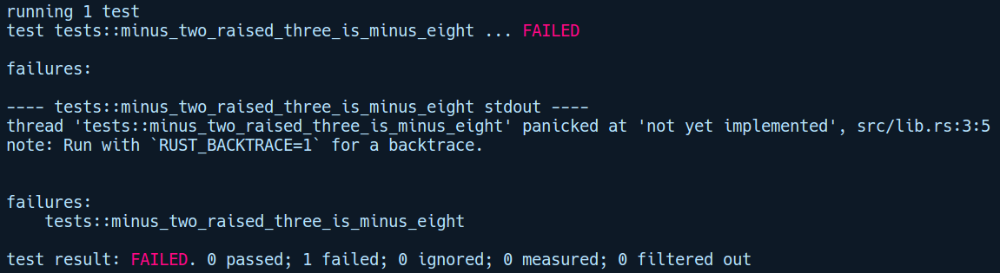 running 1 test
test tests::minus_two_raised_three_is_minus_eight ... FAILED
failures:
---- tests::minus_two_raised_three_is_minus_eight stdout ----
thread 'tests::minus_two_raised_three_is_minus_eight' panicked at 'not yet implemented', src/lib.rs:3:5
note: Run with `RUST_BACKTRACE=1` for a backtrace.
failures:
    tests::minus_two_raised_three_is_minus_eight
test result: FAILED. 0 passed; 1 failed; 0 ignored; 0 measured; 0 filtered out